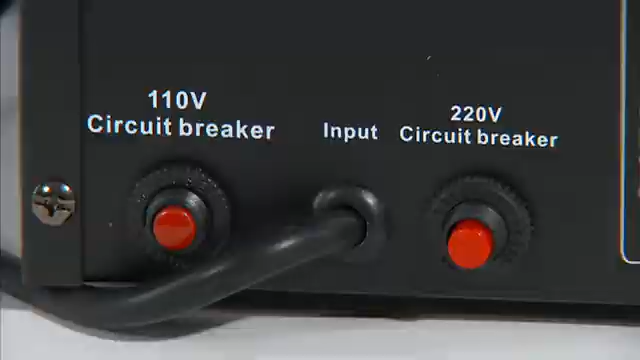 110V
Circuit breaker
Input
220V
Circuit breaker